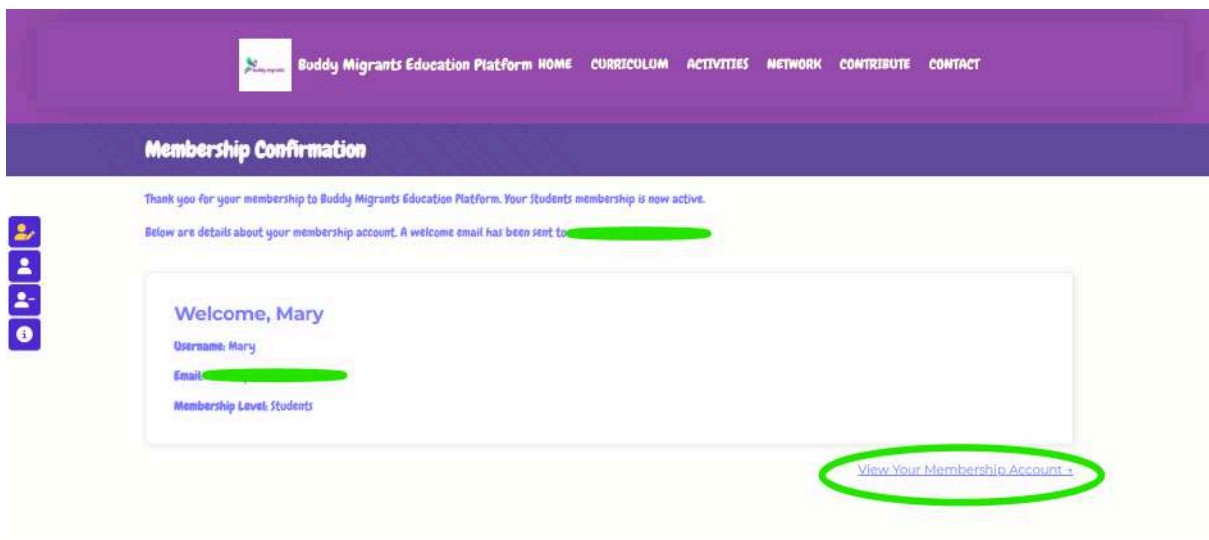 Buddy Migrants Education Platform HOME CURRICULUM ACTIVITIES NETWORK CONTRIBUTE CONTACT
Membership Confirmation
Thank you for your membership to Buddy Migrants Education Platform. Your Students membership is now active.
Below are details about your membership account. A welcome email has been sent to
Welcome, Mary
Username: Mary
Email:
Membership Level: Students
View Your Membership Account →